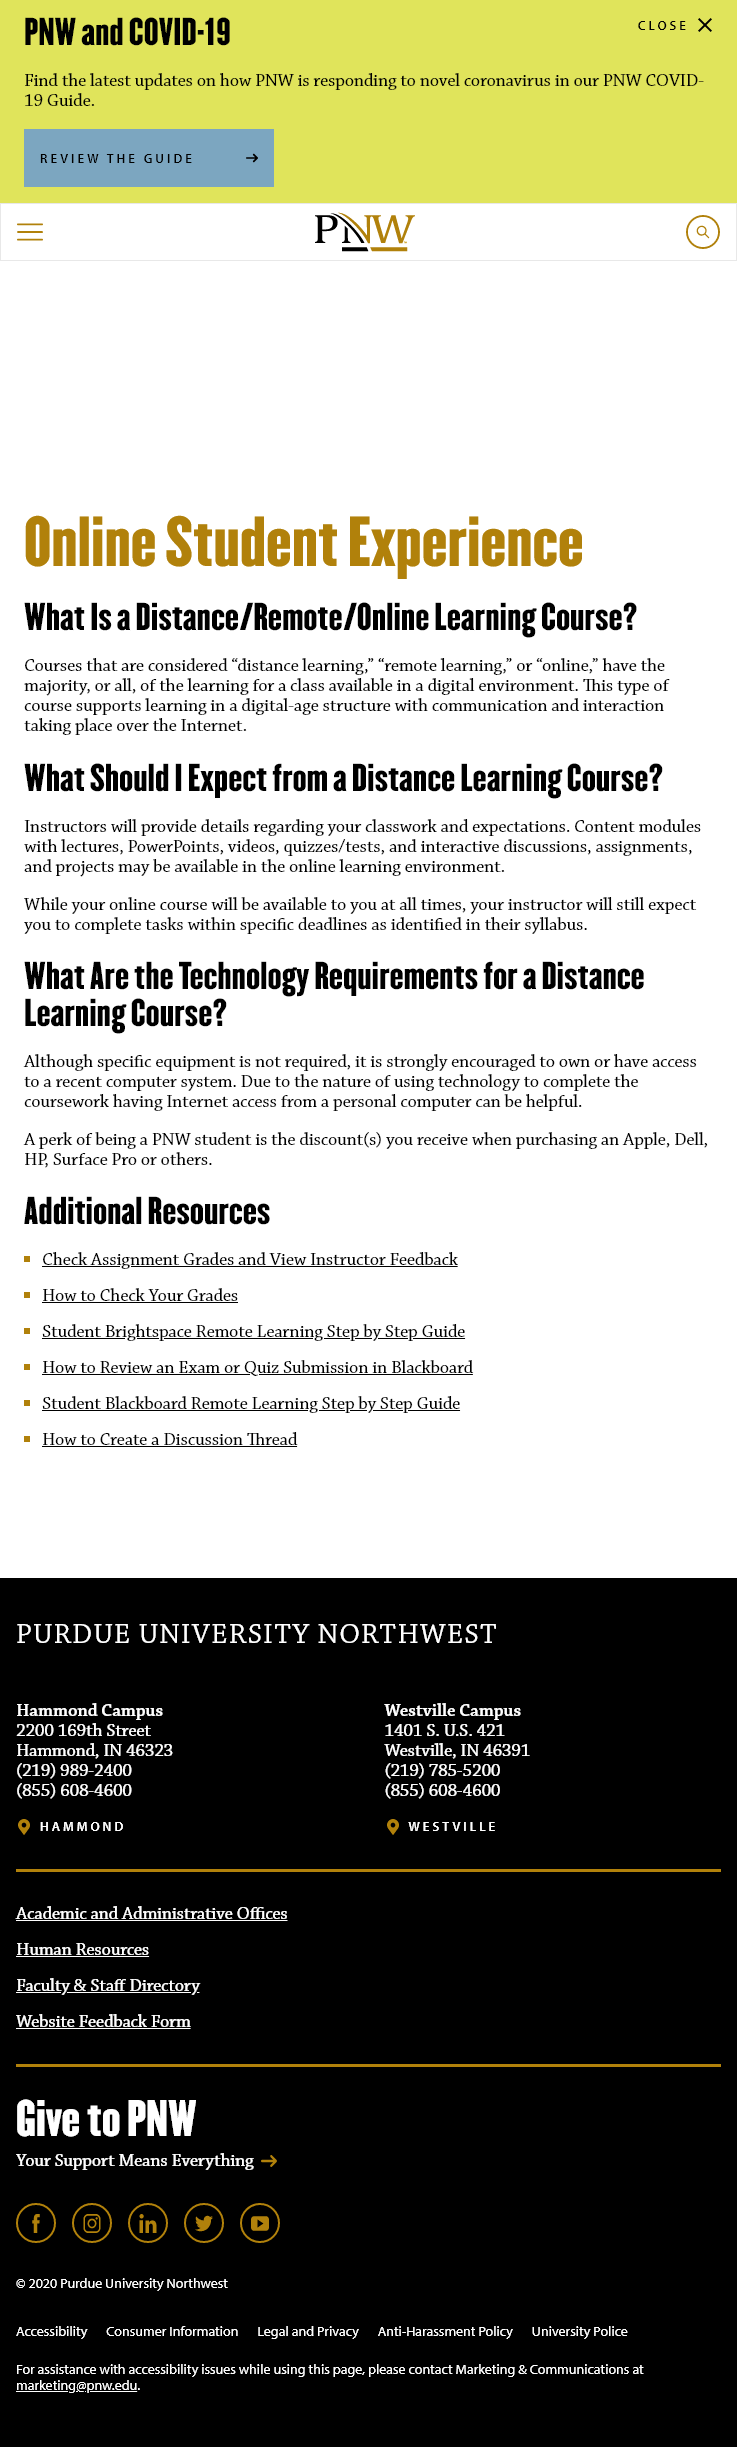 PNW and COVID-19
CLOSE
Find the latest updates on how PNW is responding to novel coronavirus in our PNW COVID-
19 Guide.
REVIEW THE GUIDE
PNW
Online Student Experience
What Is a Distance/Remote/Online Learning Course?
Courses that are considered “distance learning,” “remote learning,” or “online,” have the
majority, or all, of the learning for a class available in a digital environment. This type of
course supports learning in a digital-age structure with communication and interaction
taking place over the Internet.
What Should I Expect from a Distance Learning Course?
Instructors will provide details regarding your classwork and expectations. Content modules
with lectures, PowerPoints, videos, quizzes/tests, and interactive discussions, assignments,
and projects may be available in the online learning environment.
While your online course will be available to you at all times, your instructor will still expect
you to complete tasks within specific deadlines as identified in their syllabus.
What Are the Technology Requirements for a Distance
Learning Course?
Although specific equipment is not required, it is strongly encouraged to own or have access
to a recent computer system. Due to the nature of using technology to complete the
coursework having Internet access from a personal computer can be helpful.
A perk of being a PNW student is the discount(s) you receive when purchasing an Apple, Dell,
HP, Surface Pro or others.
Additional Resources
Check Assignment Grades and View Instructor Feedback
How to Check Your Grades
Student Brightspace Remote Learning Step by Step Guide
How to Review an Exam or Quiz Submission in Blackboard
Student Blackboard Remote Learning Step by Step Guide
How to Create a Discussion Thread
PURDUE UNIVERSITY NORTHWEST
Hammond Campus
2200 169th Street
Hammond, IN 46323
(219) 989-2400
(855) 608-4600
HAMMOND
Westville Campus
1401 S. U.S. 421
Westville, IN 46391
(219) 785-5200
(855) 608-4600
WESTVILLE
Academic and Administrative Offices
Human Resources
Faculty & Staff Directory
Website Feedback Form
Give to PNW
Your Support Means Everything
© 2020 Purdue University Northwest
Accessibility Consumer Information Legal and Privacy Anti-Harassment Policy University Police
For assistance with accessibility issues while using this page, please contact Marketing & Communications at
marketing@pnw.edu.